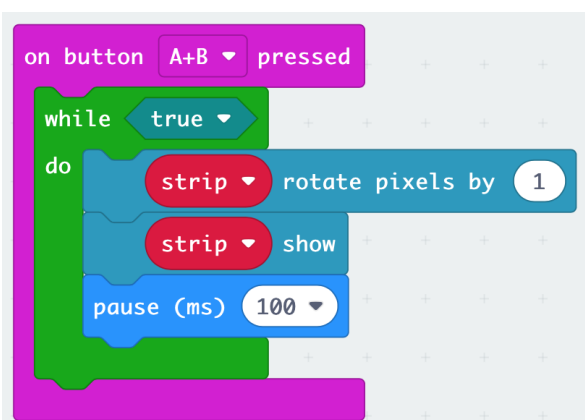 on button A+B pressed
while true
do
strip rotate pixels by 1
strip show
pause (ms) 100